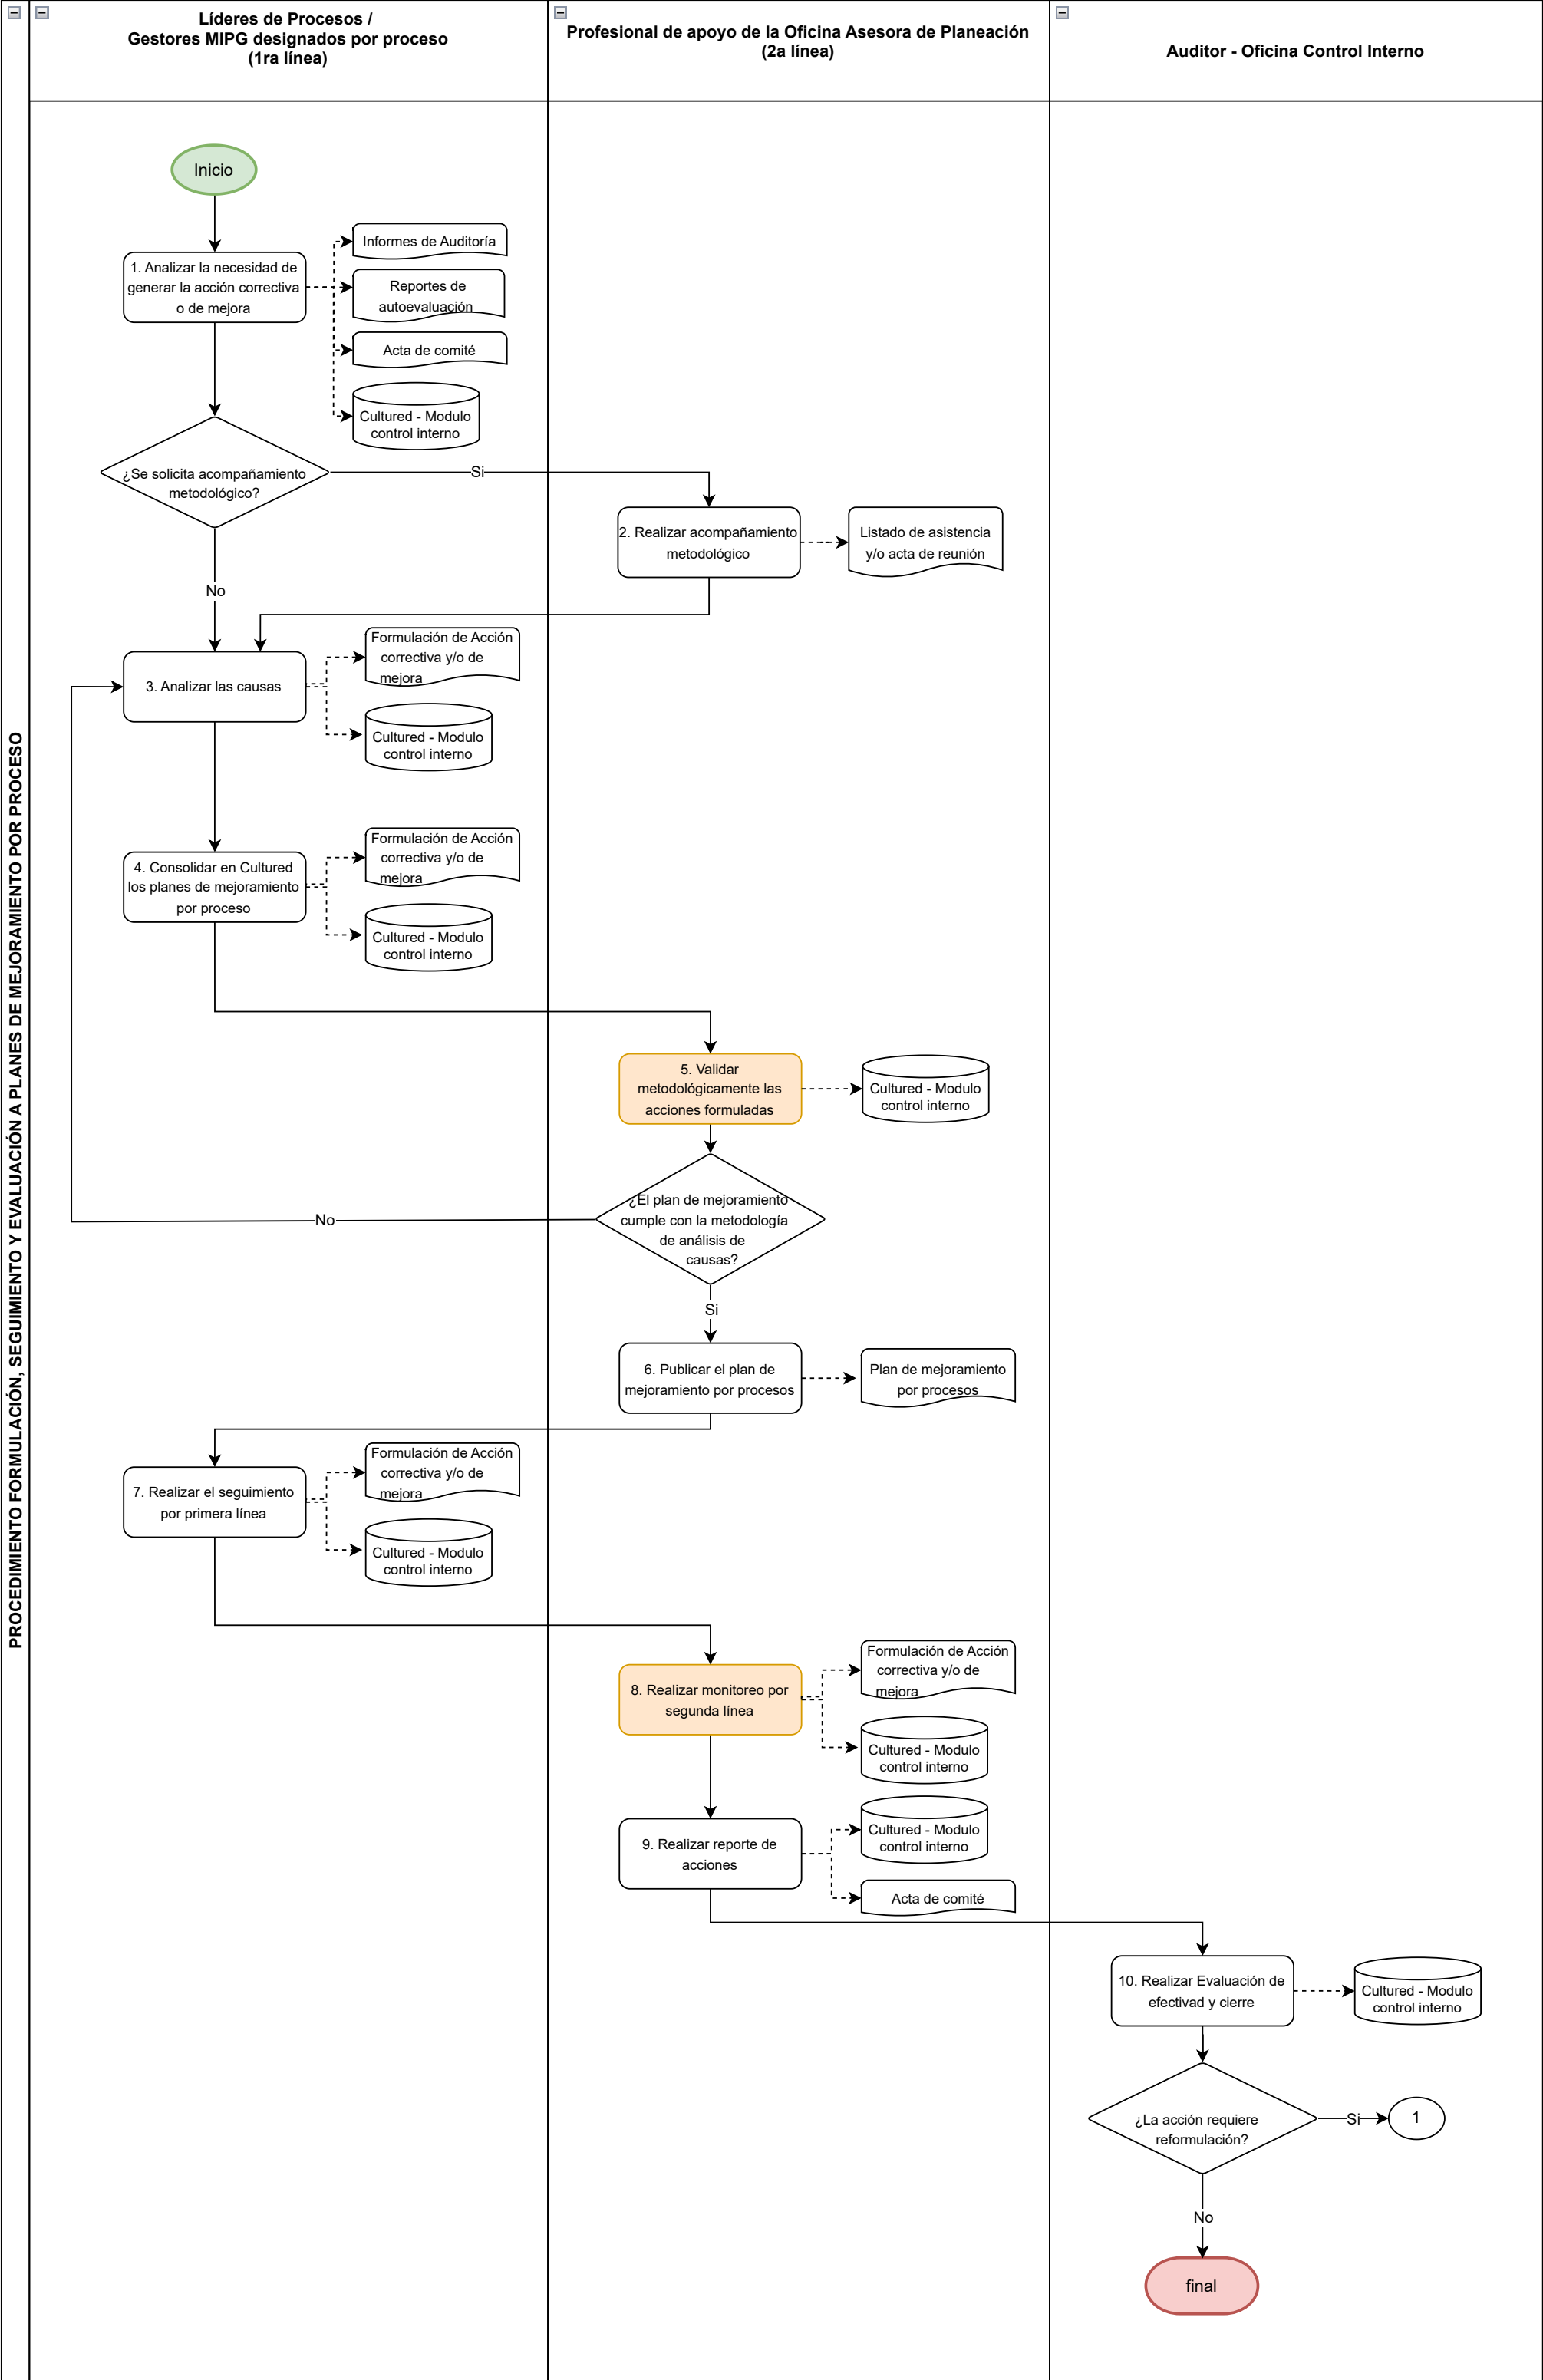 PROCEDIMIENTO FORMULACIÓN, SEGUIMIENTO Y EVALUACIÓN A PLANES DE MEJORAMIENTO POR PROCESO
Líderes de Procesos /
Gestores MIPG designados por proceso
(1ra línea)
Profesional de apoyo de la Oficina Asesora de Planeación
(2a línea)
Auditor - Oficina Control Interno
Inicio
1. Analizar la necesidad de
generar la acción correctiva
o de mejora
Informes de Auditoría
Reportes de
autoevaluación
Acta de comité
Cultured - Modulo
control interno
¿Se solicita acompañamiento
metodológico?
Si
2. Realizar acompañamiento
metodológico
Listado de asistencia
y/o acta de reunión
No
3. Analizar las causas
Formulación de Acción
correctiva y/o de
mejora
Cultured - Modulo
control interno
4. Consolidar en Cultured
los planes de mejoramiento
por proceso
Formulación de Acción
correctiva y/o de
mejora
Cultured - Modulo
control interno
5. Validar
metodológicamente las
acciones formuladas
Cultured - Modulo
control interno
¿El plan de mejoramiento
cumple con la metodología
de análisis de
causas?
No
Si
6. Publicar el plan de
mejoramiento por procesos
Plan de mejoramiento
por procesos
7. Realizar el seguimiento
por primera línea
Formulación de Acción
correctiva y/o de
mejora
Cultured - Modulo
control interno
8. Realizar monitoreo por
segunda línea
Formulación de Acción
correctiva y/o de
mejora
Cultured - Modulo
control interno
9. Realizar reporte de
acciones
Cultured - Modulo
control interno
Acta de comité
10. Realizar Evaluación de
efectivad y cierre
Cultured - Modulo
control interno
¿La acción requiere
reformulación?
Si
1
No
final